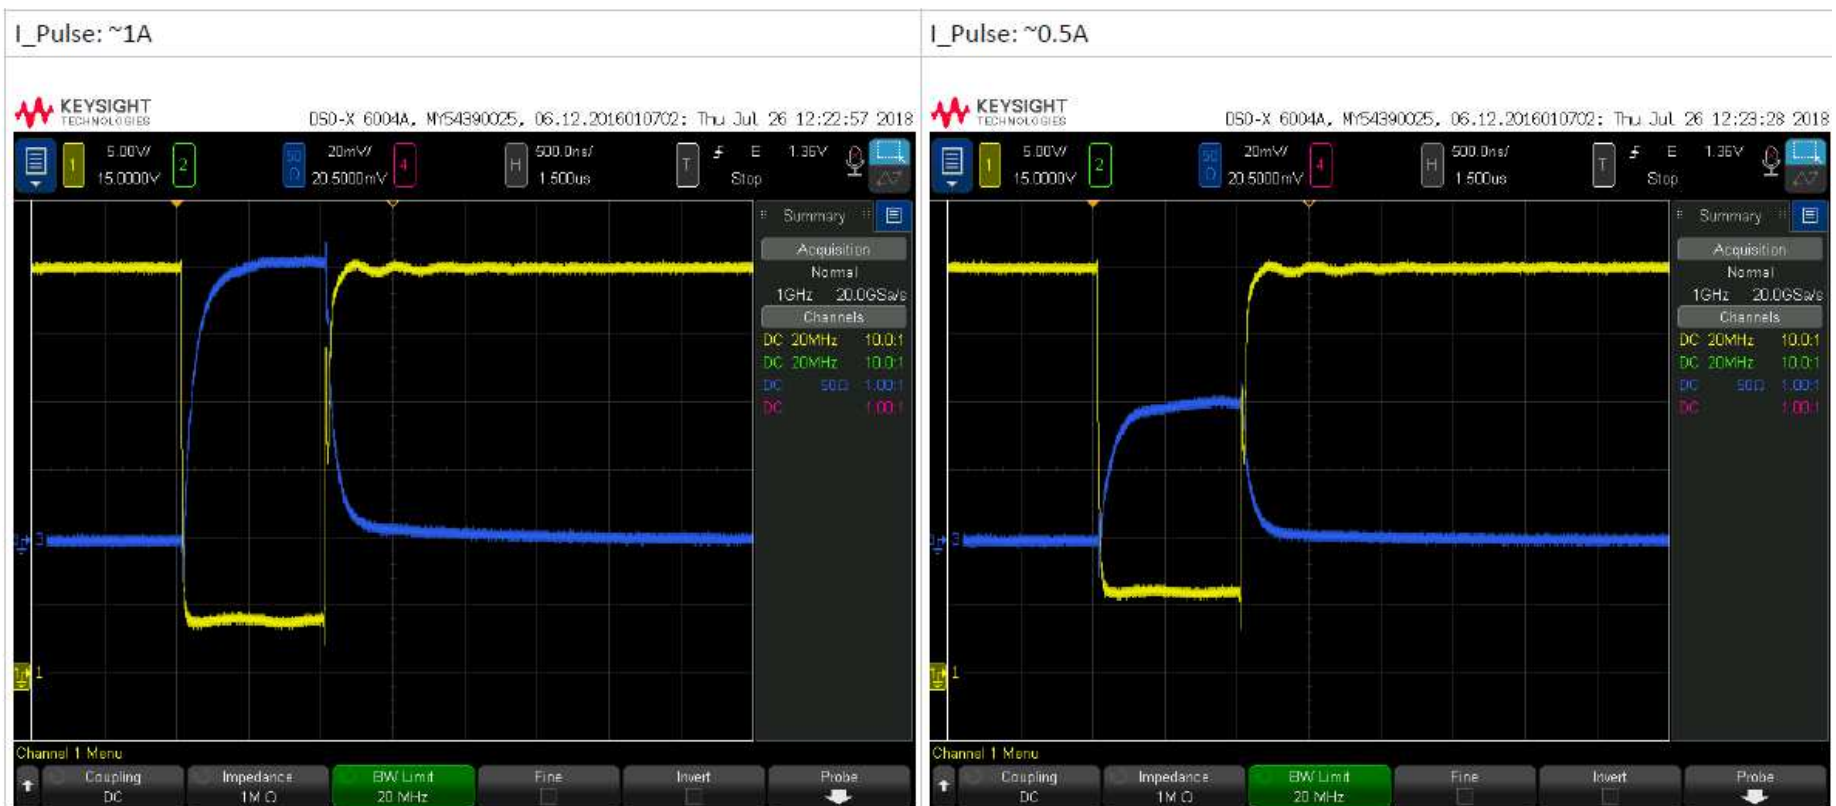 I_Pulse: ~1A
KEYSIGHT
TECHNOLOGIES
DSO-X 6004A, MY54390025, 06.12.2016010702: Thu Jul 26 12:22:57 2018
1 5.00V/ 2 50 20mV/ 4 H 500.0ns/ T E 1.36V
15.0000V Ω 20.5000mV 1.500us Stop
Summary
Acquisition
Normal
1GHz 20.0GSa/s
Channels
DC 20MHz 10.0:1
DC 20MHz 10.0:1
DC 50Ω 1.00:1
DC 1.00:1
3
1
Channel 1 Menu
Coupling Impedance BW Limit Fine Invert Probe
DC 1M Ω 20 MHz
I_Pulse: ~0.5A
KEYSIGHT
TECHNOLOGIES
DSO-X 6004A, MY54390025, 06.12.2016010702: Thu Jul 26 12:23:28 2018
1 5.00V/ 2 50 20mV/ 4 H 500.0ns/ T E 1.36V
15.0000V Ω 20.5000mV 1.500us Stop
Summary
Acquisition
Normal
1GHz 20.0GSa/s
Channels
DC 20MHz 10.0:1
DC 20MHz 10.0:1
DC 50Ω 1.00:1
DC 1.00:1
3
1
Channel 1 Menu
Coupling Impedance BW Limit Fine Invert Probe
DC 1M Ω 20 MHz